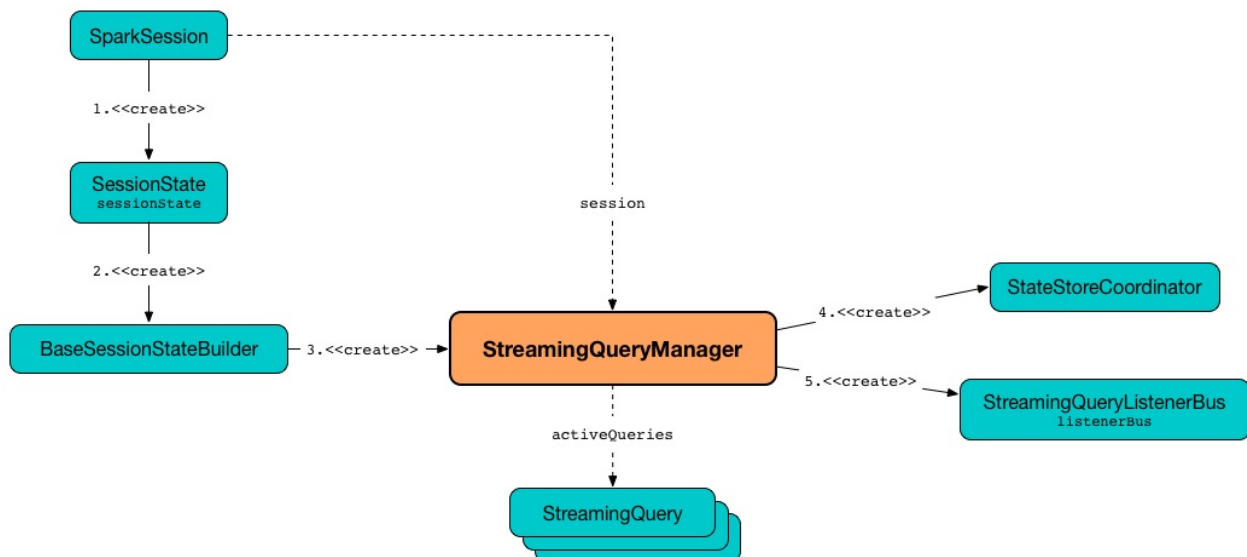 SparkSession
1.<<create>>
SessionState
sessionState
session
2.<<create>>
StateStoreCoordinator
4.<<create>>
BaseSessionStateBuilder
3.<<create>>
StreamingQueryManager
5.<<create>>
StreamingQueryListenerBus
listenerBus
activeQueries
StreamingQuery